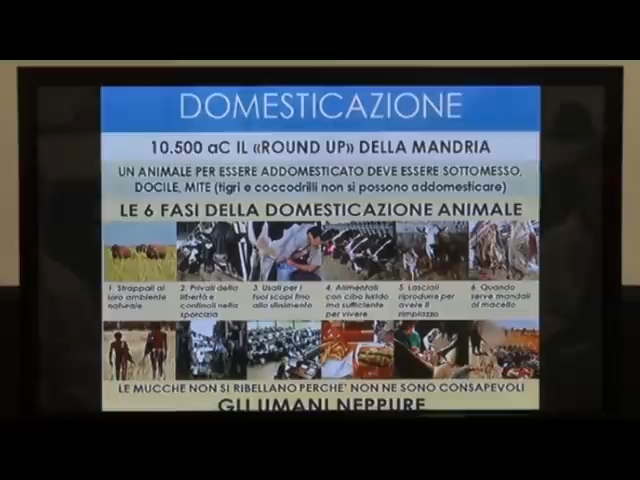 DOMESTICAZIONE
10.500 aC IL «ROUND UP» DELLA MANDRIA
UN ANIMALE PER ESSERE ADDOMESTICATO DEVE ESSERE SOTTOMESSO,
DOCILE, MITE (tigri e coccodrilli non si possono addomesticare)
LE 6 FASI DELLA DOMESTICAZIONE ANIMALE
1. Strappali al
loro ambiente
naturale
2. Privali della
libertà e
confinali nella
sporcizia
3. Usali per i
tuoi scopi fino
allo sfinimento
4. Alimentali
con cibo lurido
ma sufficiente
per vivere
5. Lasciali
riprodurre per
avere il
rimpiazzo
6. Quando
serve mandali
al macello
LE MUCCHE NON SI RIBELLANO PERCHE' NON NE SONO CONSAPEVOLI
GLI UMANI NEPPURE